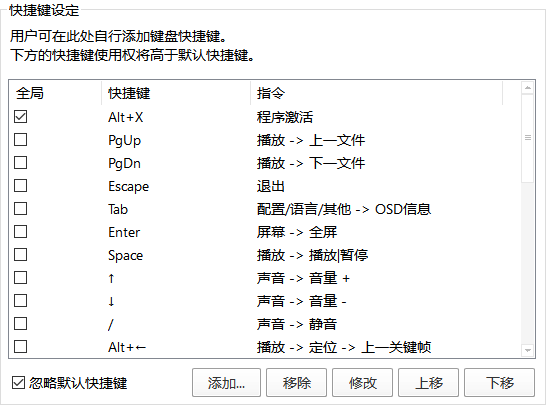 快捷键设定
用户可在此处自行添加键盘快捷键。
下方的快捷键使用权将高于默认快捷键。
全局 快捷键 指令
Alt+X 程序激活
PgUp 播放 -> 上一文件
PgDn 播放 -> 下一文件
Escape 退出
Tab 配置/语言/其他 -> OSD信息
Enter 屏幕 -> 全屏
Space 播放 -> 播放|暂停
↑ 声音 -> 音量 +
↓ 声音 -> 音量 -
/ 声音 -> 静音
Alt+← 播放 -> 定位 -> 上一关键帧
忽略默认快捷键 添加... 移除 修改 上移 下移